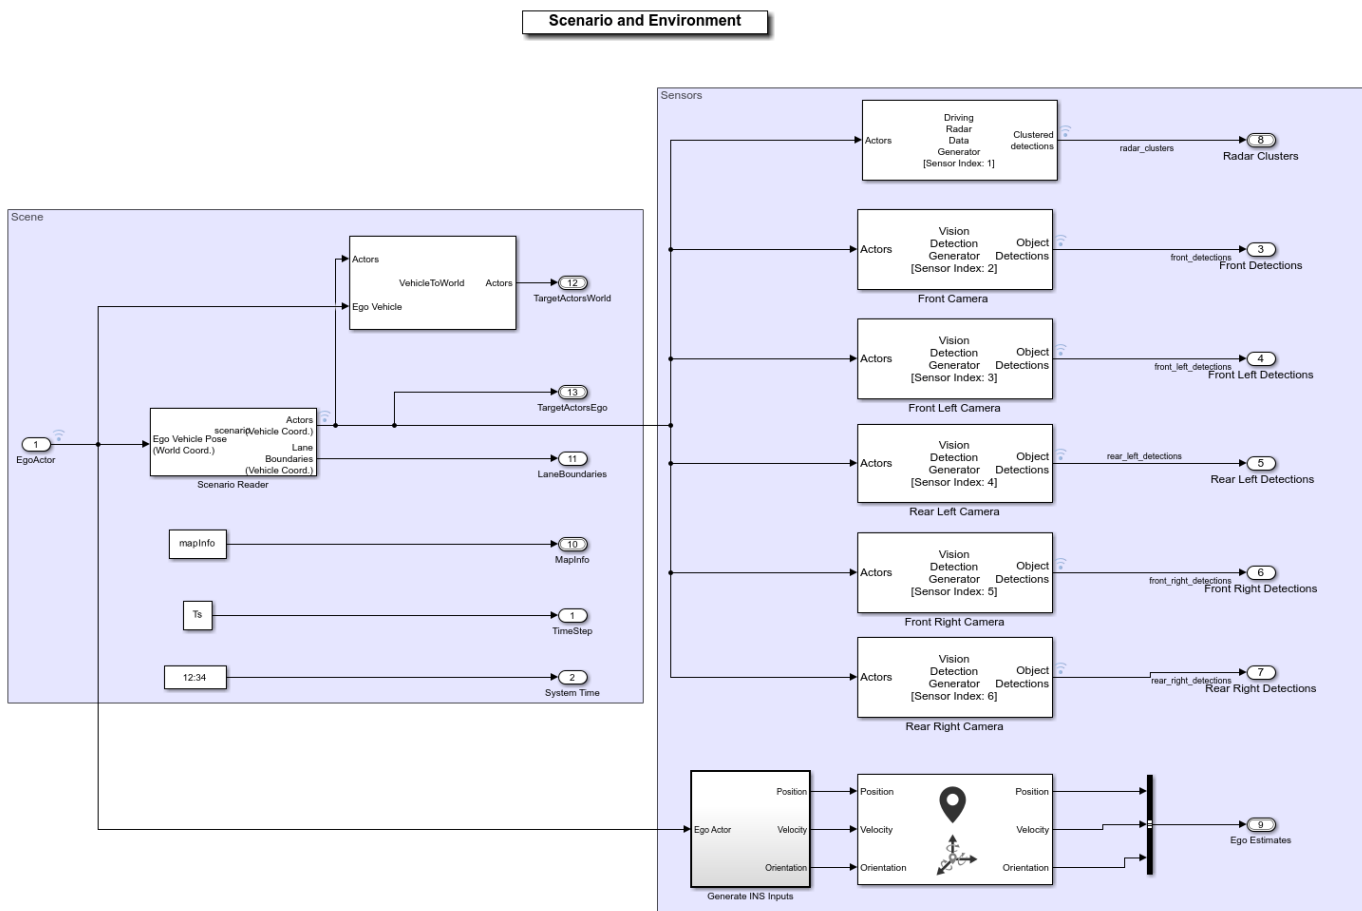 Scenario and Environment
Scene
Actors
VehicleToWorld
Actors
Ego Vehicle
12
TargetActorsWorld
13
TargetActorsEgo
1
EgoActor
Ego Vehicle Pose
(World Coord.)
scenario
Actors
(Vehicle Coord.)
Lane
Boundaries
(Vehicle Coord.)
Scenario Reader
11
LaneBoundaries
mapInfo
10
MapInfo
Ts
1
TimeStep
12:34
2
System Time
Sensors
Actors
Driving
Radar
Data
Generator
[Sensor Index: 1]
Clustered
detections
radar_clusters
8
Radar Clusters
Actors
Vision
Detection
Generator
[Sensor Index: 2]
Object
Detections
Front Camera
front_detections
3
Front Detections
Actors
Vision
Detection
Generator
[Sensor Index: 3]
Object
Detections
Front Left Camera
front_left_detections
4
Front Left Detections
Actors
Vision
Detection
Generator
[Sensor Index: 4]
Object
Detections
Rear Left Camera
rear_left_detections
5
Rear Left Detections
Actors
Vision
Detection
Generator
[Sensor Index: 5]
Object
Detections
Front Right Camera
front_right_detections
6
Front Right Detections
Actors
Vision
Detection
Generator
[Sensor Index: 6]
Object
Detections
Rear Right Camera
rear_right_detections
7
Rear Right Detections
Ego Actor
Position
Velocity
Orientation
Generate INS Inputs
Position
Velocity
Orientation
Position
Velocity
Orientation
9
Ego Estimates